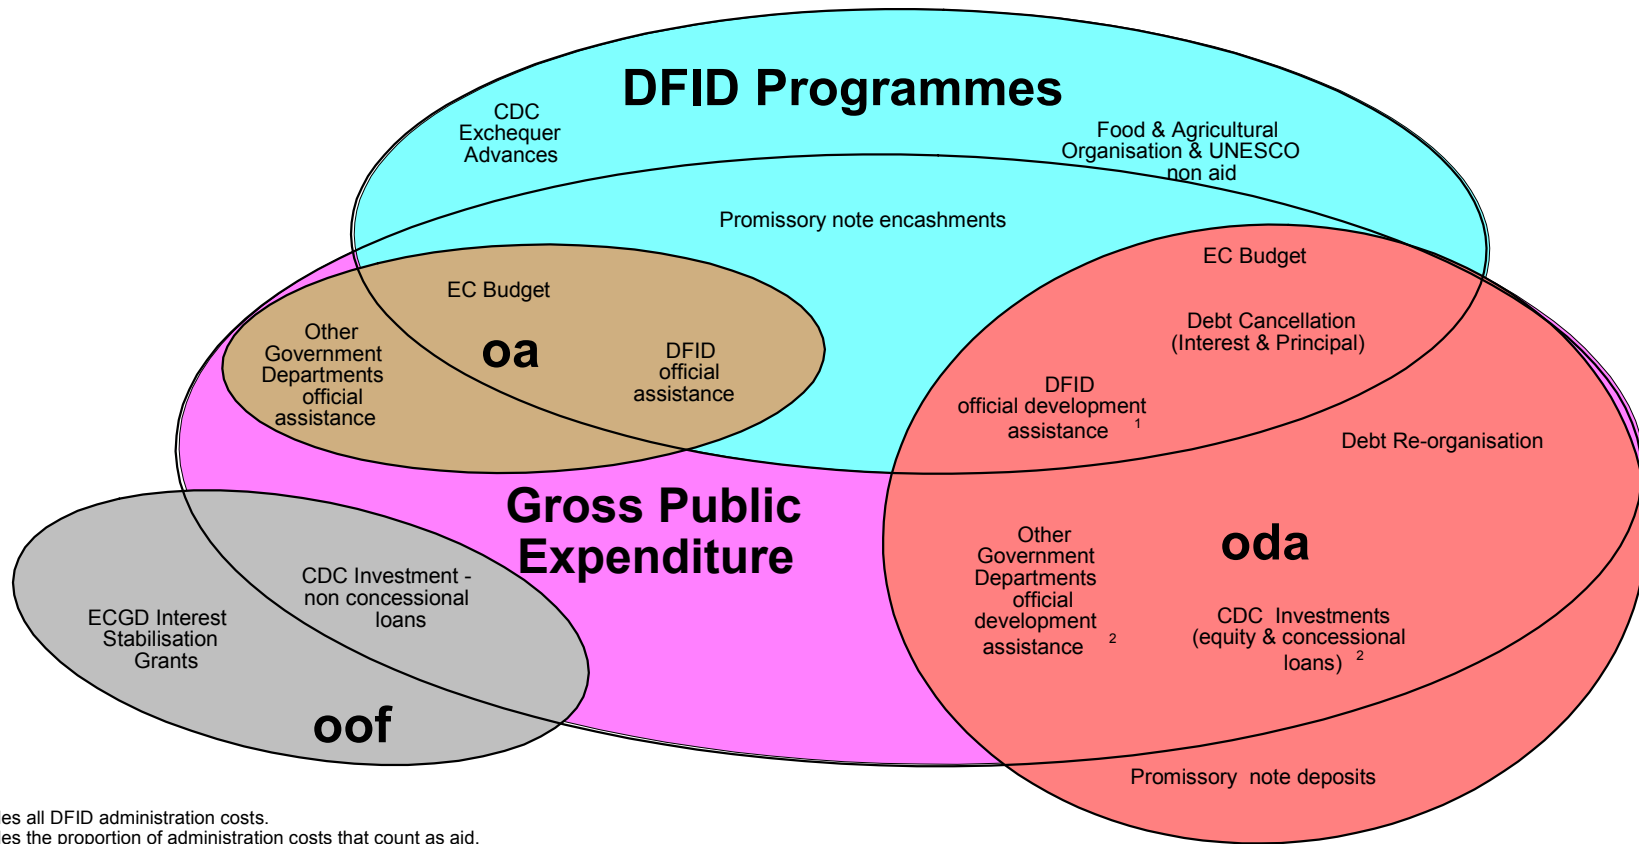 DFID Programmes
CDC
Exchequer
Advances
Food & Agricultural
Organisation & UNESCO
non aid
Promissory note encashments
EC Budget
Other
Government
Departments
official
assistance
oa
DFID
official
assistance
EC Budget
Debt Cancellation
(Interest & Principal)
DFID
official development
assistance 1
Debt Re-organisation
Gross Public
Expenditure
Other
Government
Departments
official
development
assistance 2
oda
CDC Investments
(equity & concessional
loans) 2
CDC Investment -
non concessional
loans
ECGD Interest
Stabilisation
Grants
oof
Promissory note deposits
all DFID administration costs.
the proportion of administration costs that count as aid.